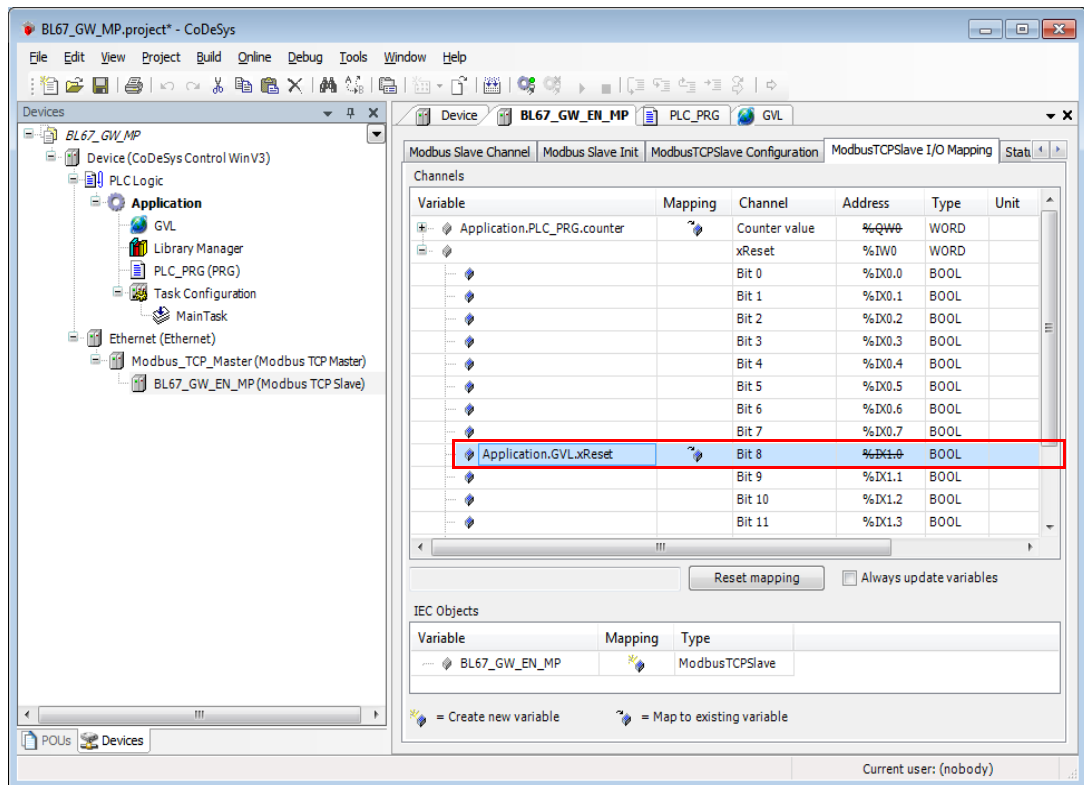 BL67_GW_MP.project* - CoDeSys
File Edit View Project Build Online Debug Tools Window Help
Devices
BL67_GW_MP
Device (CoDeSys Control Win V3)
PLC Logic
Application
GVL
Library Manager
PLC_PRG (PRG)
Task Configuration
MainTask
Ethernet (Ethernet)
Modbus_TCP_Master (Modbus TCP Master)
BL67_GW_EN_MP (Modbus TCP Slave)
POUs Devices
Device BL67_GW_EN_MP PLC_PRG GVL
Modbus Slave Channel Modbus Slave Init ModbusTCPSlave Configuration ModbusTCPSlave I/O Mapping Stat
Channels
Variable Mapping Channel Address Type Unit
Application.PLC_PRG.counter Counter value %QW0 WORD
xReset %IW0 WORD
Bit 0 %IX0.0 BOOL
Bit 1 %IX0.1 BOOL
Bit 2 %IX0.2 BOOL
Bit 3 %IX0.3 BOOL
Bit 4 %IX0.4 BOOL
Bit 5 %IX0.5 BOOL
Bit 6 %IX0.6 BOOL
Bit 7 %IX0.7 BOOL
Application.GVL.xReset Bit 8 %IX1.0 BOOL
Bit 9 %IX1.1 BOOL
Bit 10 %IX1.2 BOOL
Bit 11 %IX1.3 BOOL
Reset mapping Always update variables
IEC Objects
Variable Mapping Type
BL67_GW_EN_MP ModbusTCPSlave
= Create new variable = Map to existing variable
Current user: (nobody)